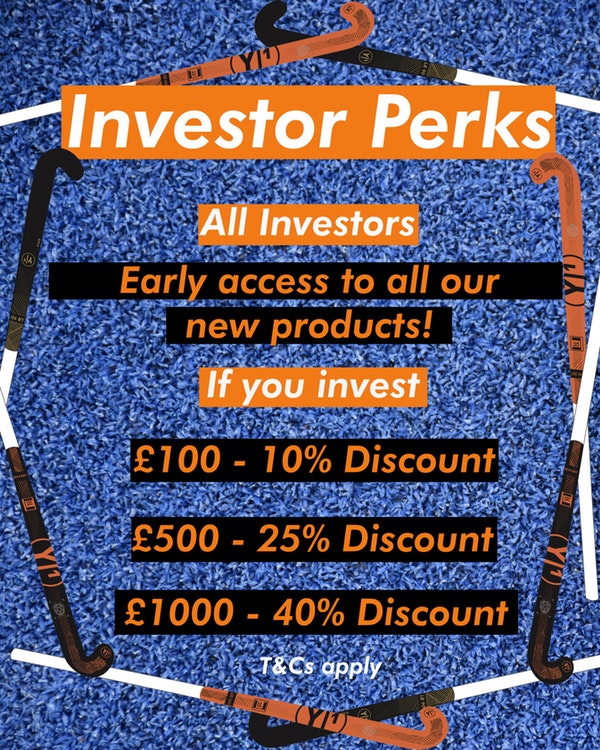 Investor Perks
All Investors
Early access to all our
new products!
If you invest
£100 - 10% Discount
£500 - 25% Discount
£1000 - 40% Discount
T&Cs apply